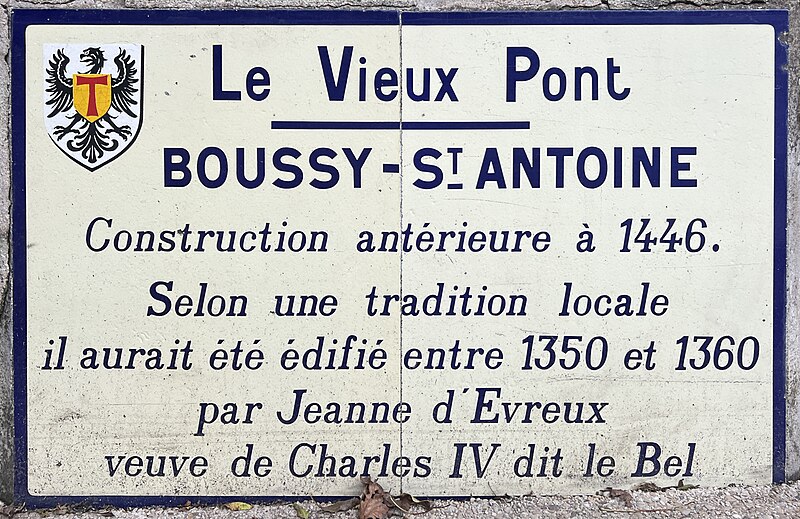 Le Vieux Pont
BOUSSY-ST ANTOINE
Construction antérieure à 1446.
Selon une tradition locale
il aurait été édifié entre 1350 et 1360
par Jeanne d'Evreux
veuve de Charles IV dit le Bel